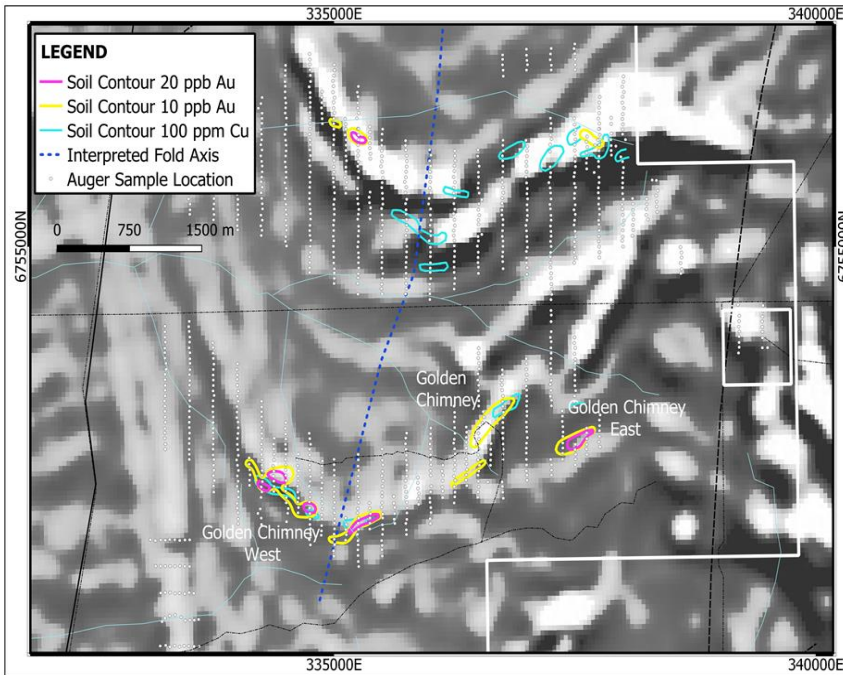 335000E
340000E
LEGEND
Soil Contour 20 ppb Au
Soil Contour 10 ppb Au
Soil Contour 100 ppm Cu
Interpreted Fold Axis
Auger Sample Location
0 750 1500 m
6755000N
6755000N
Golden
Chimney
Golden Chimney
East
Golden Chimney
West
335000E
340000E